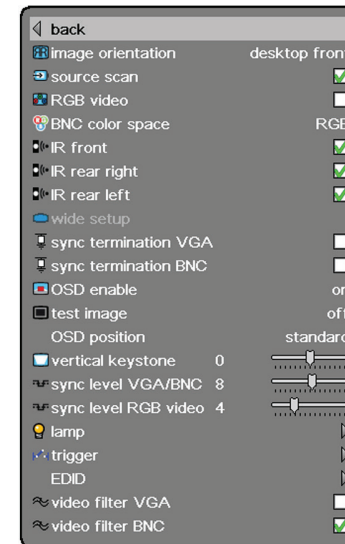 back
image orientation desktop front
source scan
RGB video
BNC color space RGB
IR front
IR rear right
IR rear left
wide setup
sync termination VGA
sync termination BNC
OSD enable on
test image off
OSD position standard
vertical keystone 0
sync level VGA/BNC 8
sync level RGB video 4
lamp
trigger
EDID
video filter VGA
video filter BNC